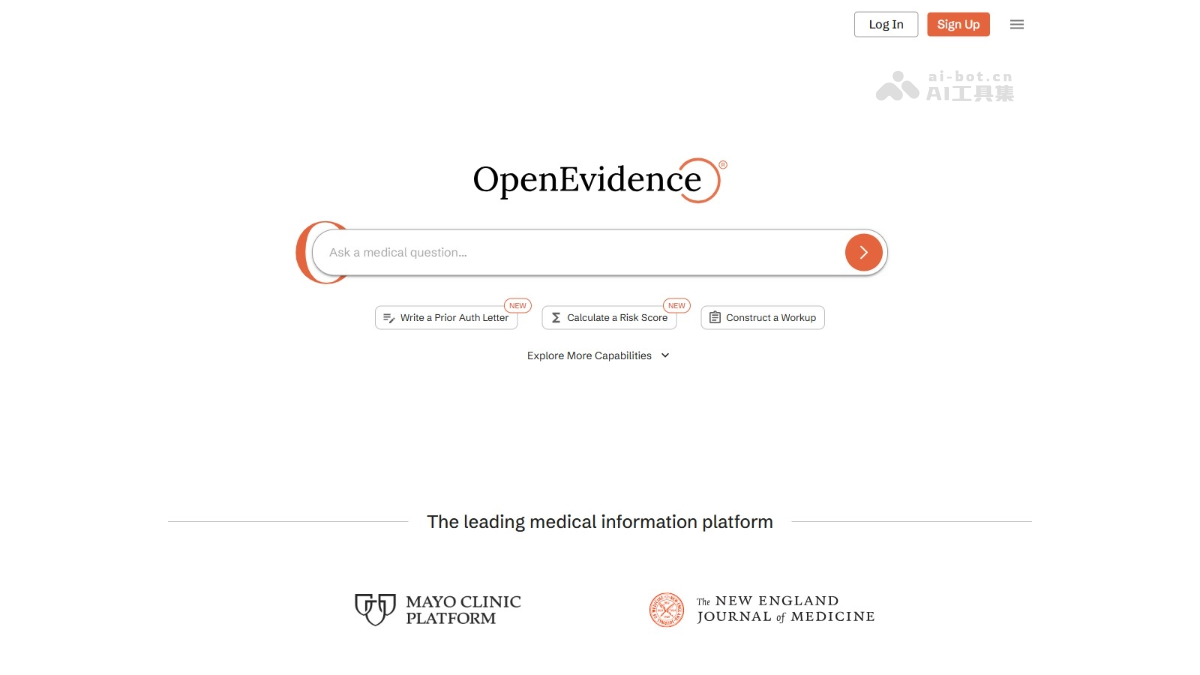 Log In
Sign Up
ai-bot.cn
AI工具集
OpenEvidence®
Ask a medical question...
NEW
NEW
Write a Prior Auth Letter
Calculate a Risk Score
Construct a Workup
Explore More Capabilities
The leading medical information platform
MAYO CLINIC
PLATFORM
The NEW ENGLAND
JOURNAL of MEDICINE